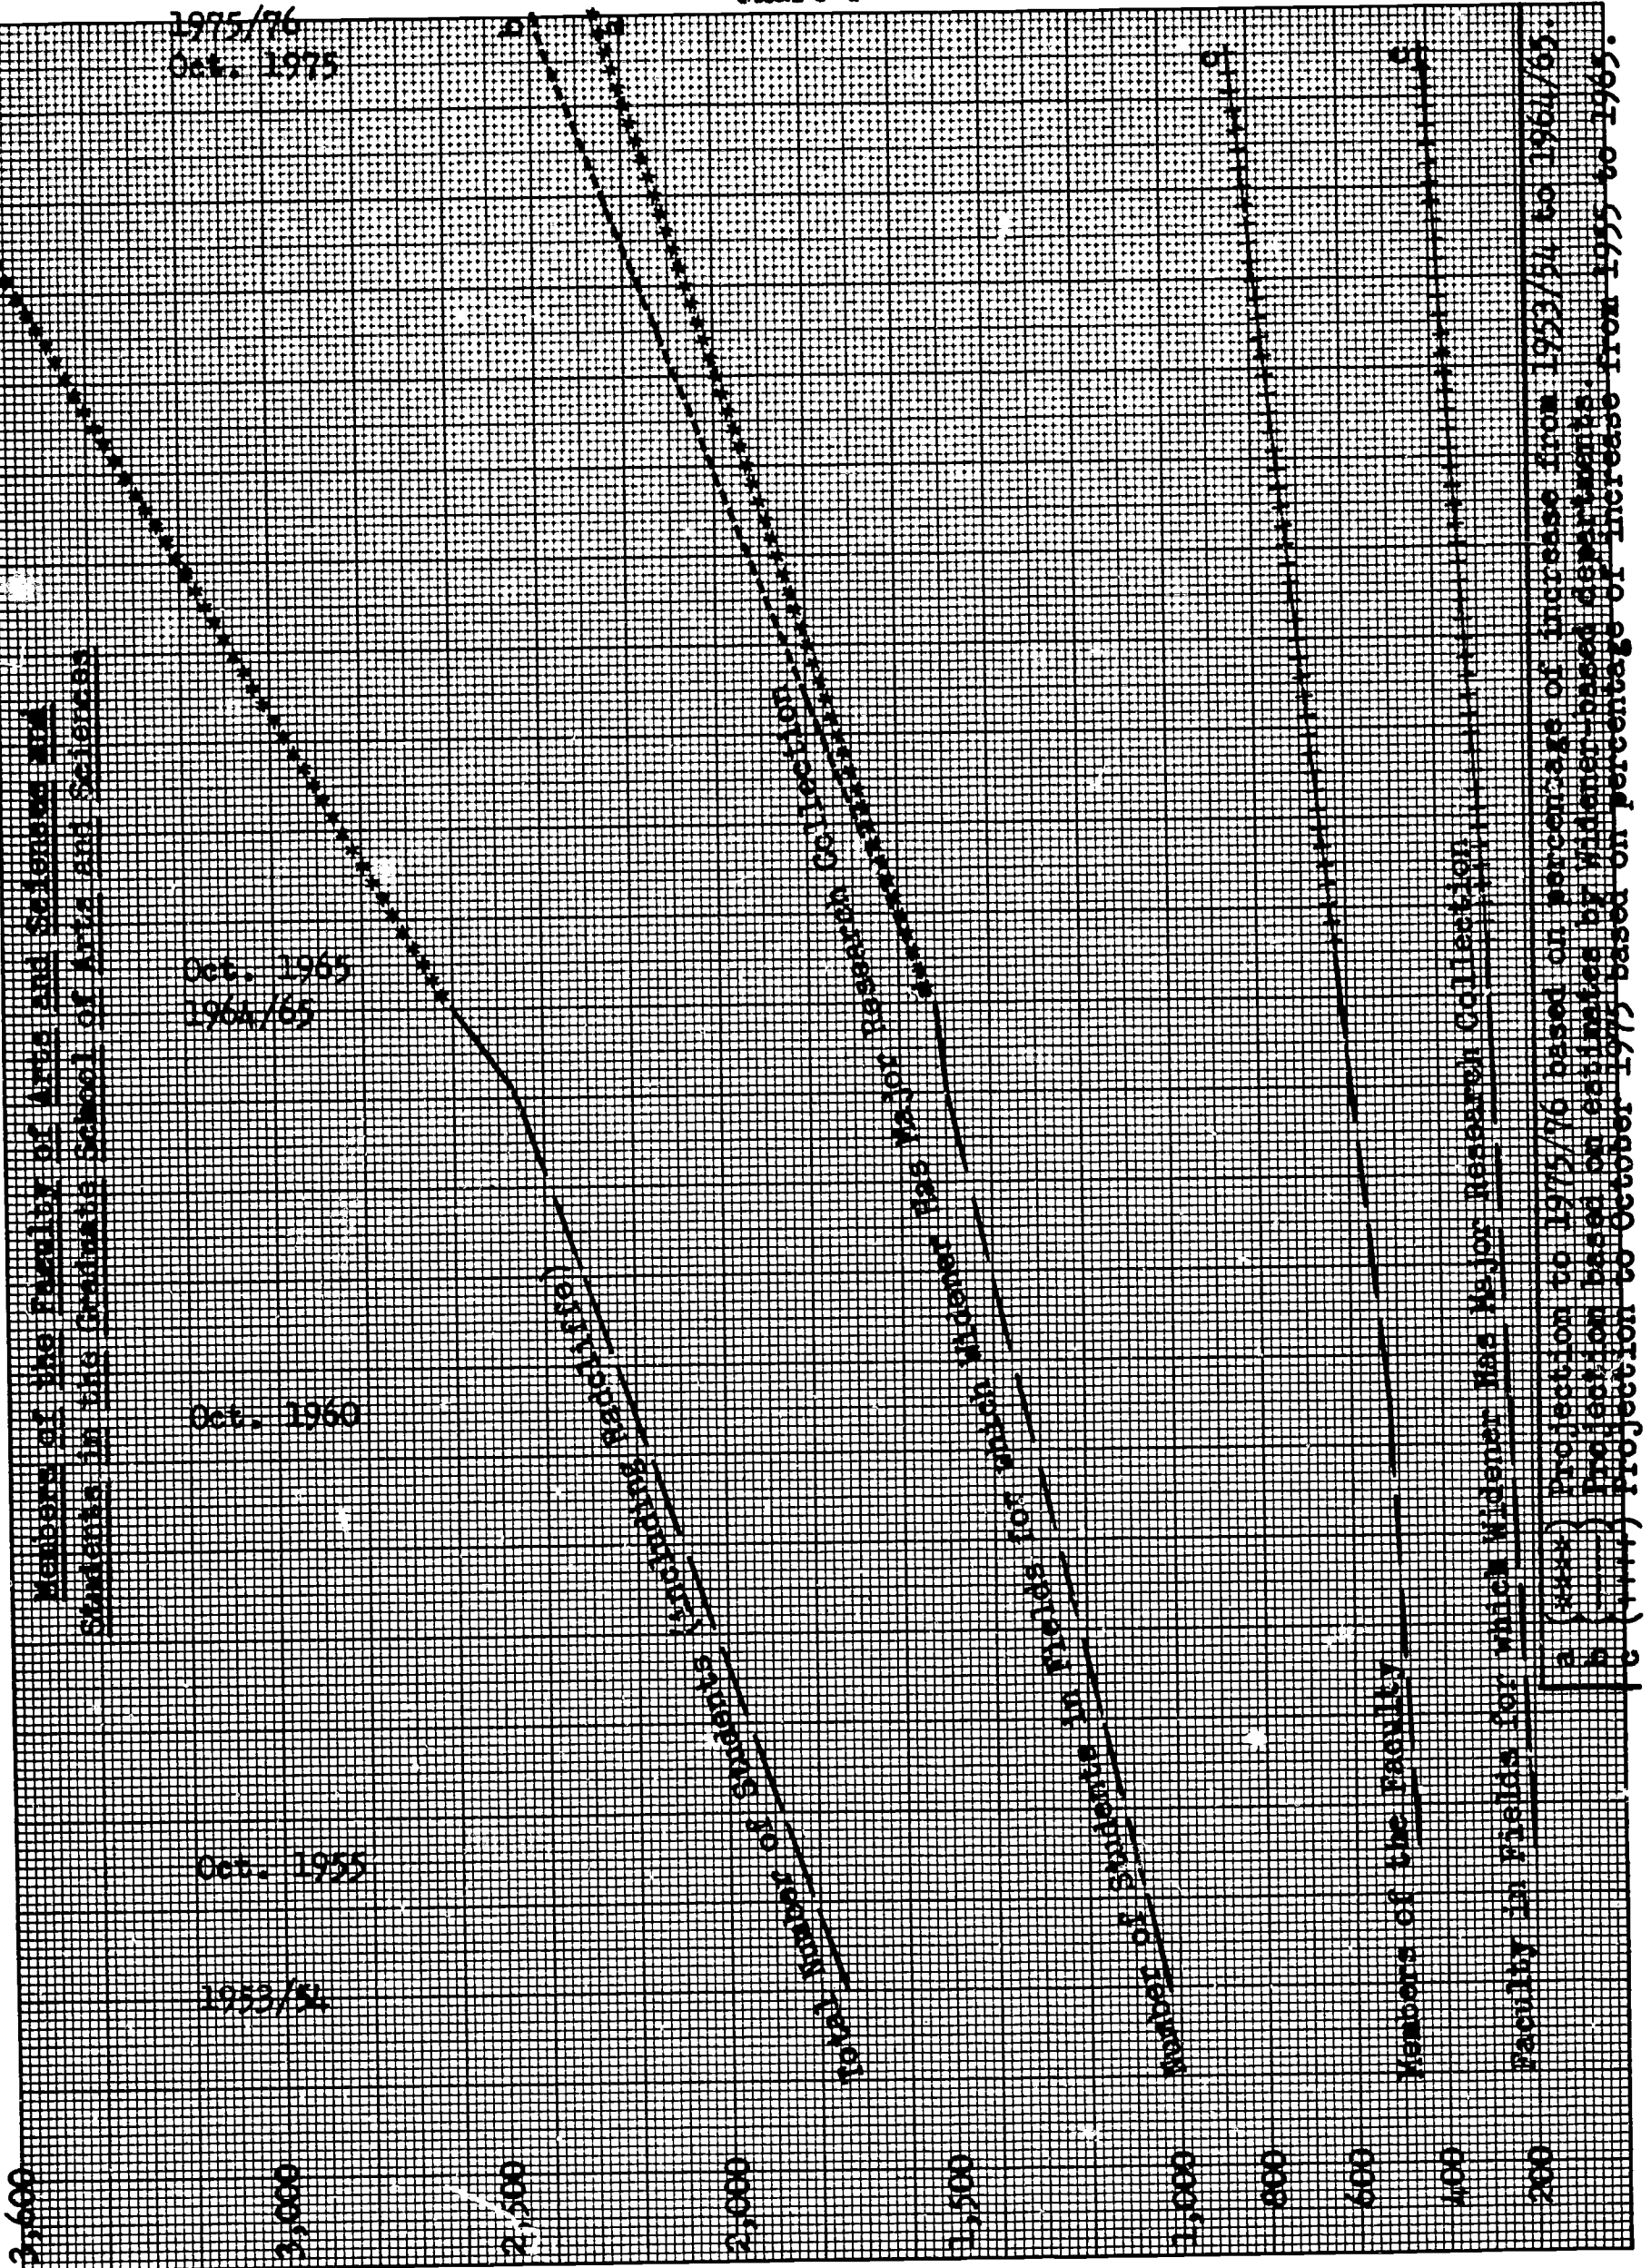 Members of the Faculty of Arts and Sciences and
Students in the Graduate School of Arts and Sciences
3,600
3,000
2,500
2,000
1,500
1,000
800
600
400
200
1953/54
Oct. 1955
Oct. 1960
1964/65
Oct. 1965
Oct. 1975
1975/76
Total Number of Students (including Radcliffe)
Number of Students in Fields for which Widener Has Major Research Collection
Members of the Faculty
Faculty in Fields for which Widener Has Major Research Collection
b
a
c
c
a (****) Projection to 1975/76 based on percentage of increase from 1953/54 to 1964/65.
b (----) Projection based on estimates by Widener-based departments.
c (++++) Projection to October 1975 based on percentage of increase from 1955 to 1965.